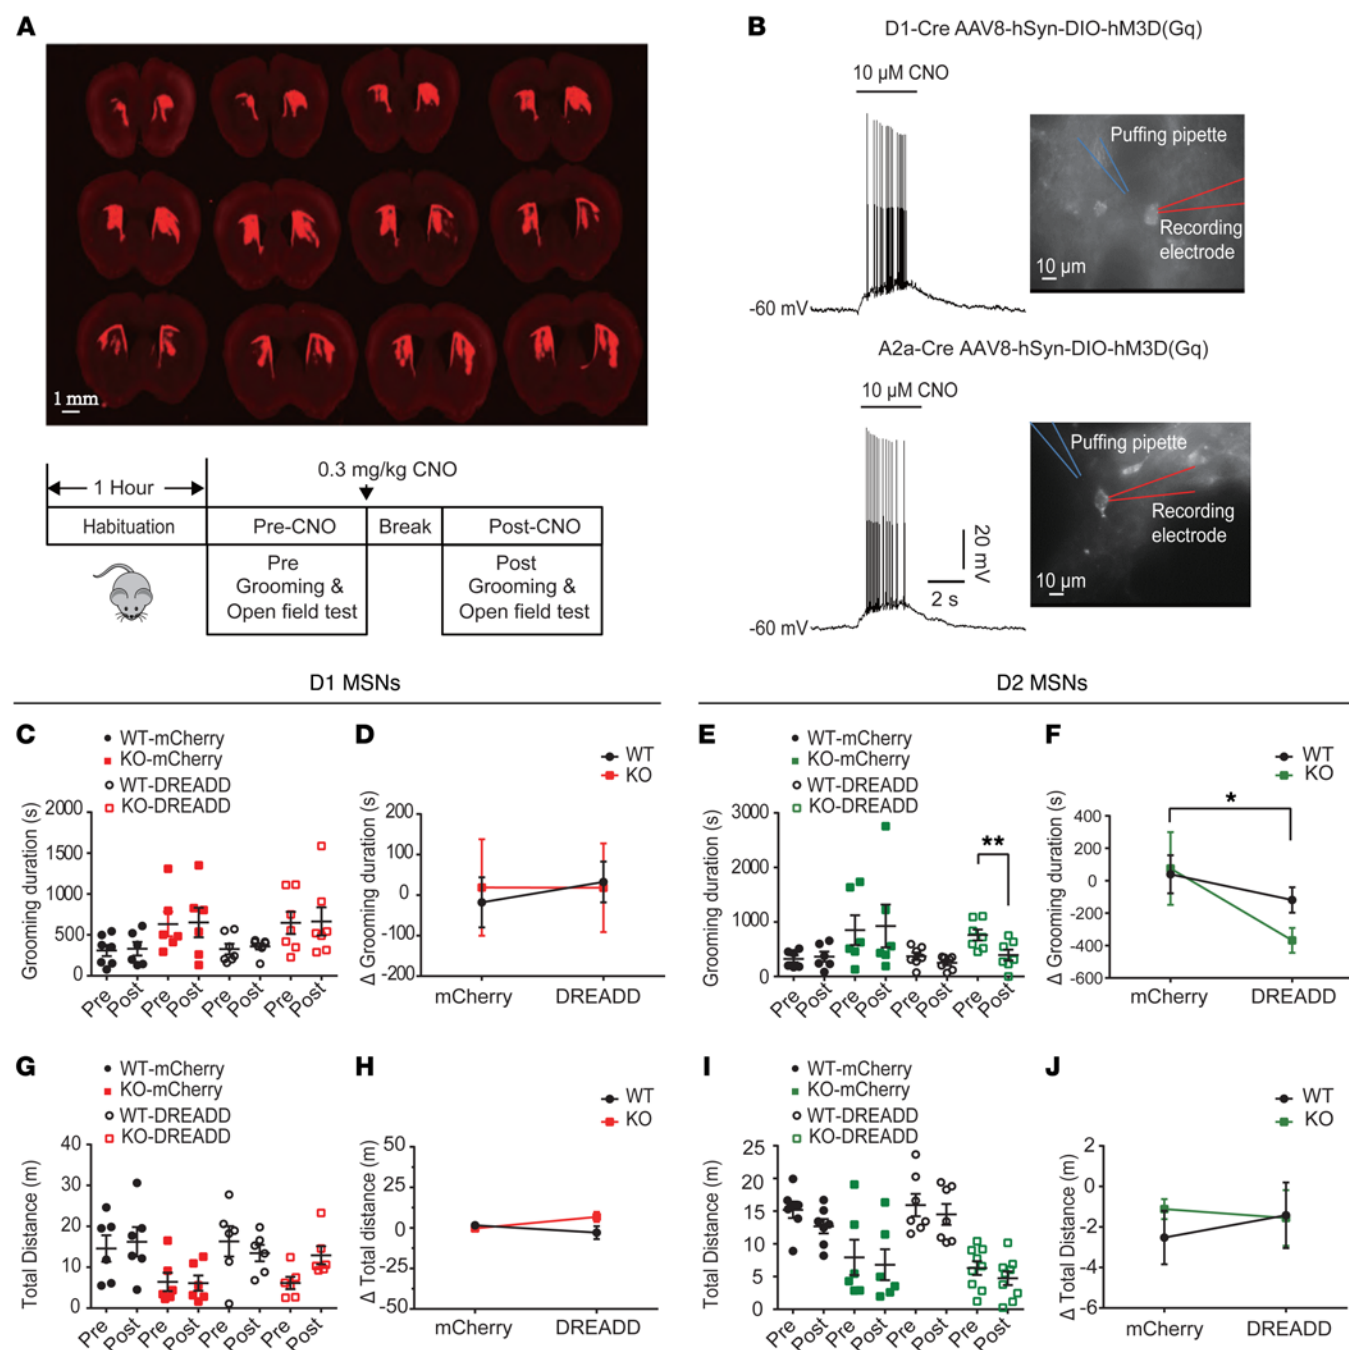 A
1 mm
1 Hour
0.3 mg/kg CNO
Habituation
Pre-CNO
Break
Post-CNO
Pre
Grooming &
Open field test
Post
Grooming &
Open field test
B
D1-Cre AAV8-hSyn-DIO-hM3D(Gq)
10 µM CNO
-60 mV
Puffing pipette
Recording
electrode
10 µm
A2a-Cre AAV8-hSyn-DIO-hM3D(Gq)
10 µM CNO
20 mV
2 s
-60 mV
Puffing pipette
Recording
electrode
10 µm
D1 MSNs
D2 MSNs
C
WT-mCherry
KO-mCherry
WT-DREADD
KO-DREADD
Grooming duration (s)
2000
1500
1000
500
0
Pre
Post
Pre
Post
Pre
Post
Pre
Post
D
WT
KO
Δ Grooming duration (s)
200
100
0
-100
-200
mCherry
DREADD
E
WT-mCherry
KO-mCherry
WT-DREADD
KO-DREADD
Grooming duration (s)
3000
2000
1000
0
**
Pre
Post
Pre
Post
Pre
Post
Pre
Post
F
WT
KO
Δ Grooming duration (s)
400
200
0
-200
-400
-600
*
mCherry
DREADD
G
WT-mCherry
KO-mCherry
WT-DREADD
KO-DREADD
Total Distance (m)
40
30
20
10
0
Pre
Post
Pre
Post
Pre
Post
Pre
Post
H
WT
KO
Δ Total distance (m)
50
0
-50
mCherry
DREADD
I
WT-mCherry
KO-mCherry
WT-DREADD
KO-DREADD
Total Distance (m)
25
20
15
10
5
0
Pre
Post
Pre
Post
Pre
Post
Pre
Post
J
WT
KO
Δ Total Distance (m)
2
0
-2
-4
-6
mCherry
DREADD